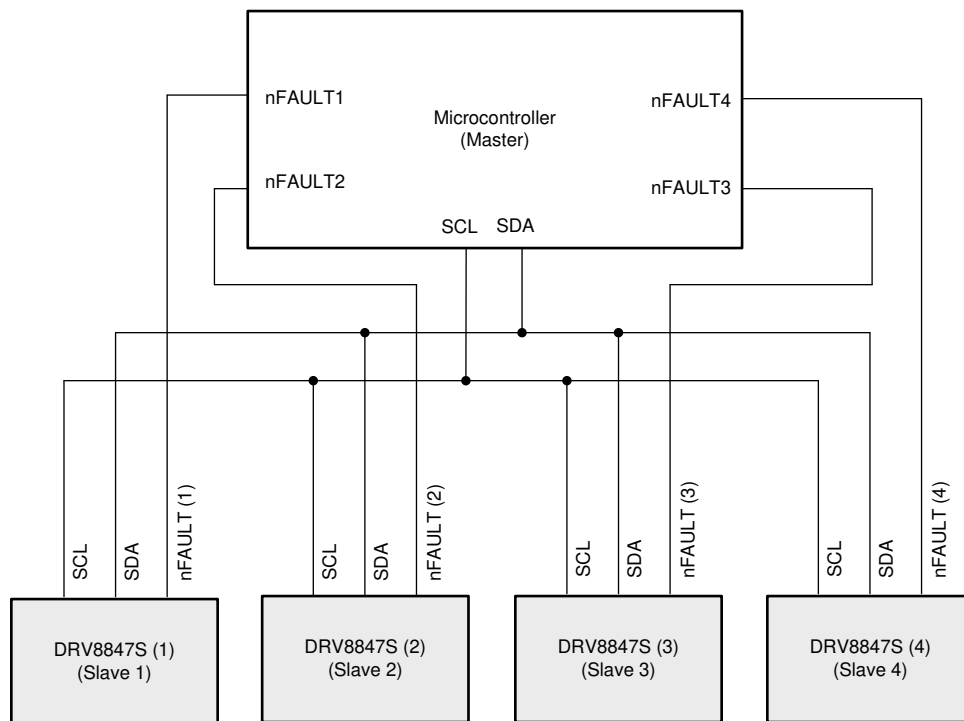 nFAULT1
nFAULT4
Microcontroller
(Master)
nFAULT2
nFAULT3
SCL
SDA
SCL
SDA
nFAULT (1)
SCL
SDA
nFAULT (2)
SCL
SDA
nFAULT (3)
SCL
SDA
nFAULT (4)
DRV8847S (1)
(Slave 1)
DRV8847S (2)
(Slave 2)
DRV8847S (3)
(Slave 3)
DRV8847S (4)
(Slave 4)